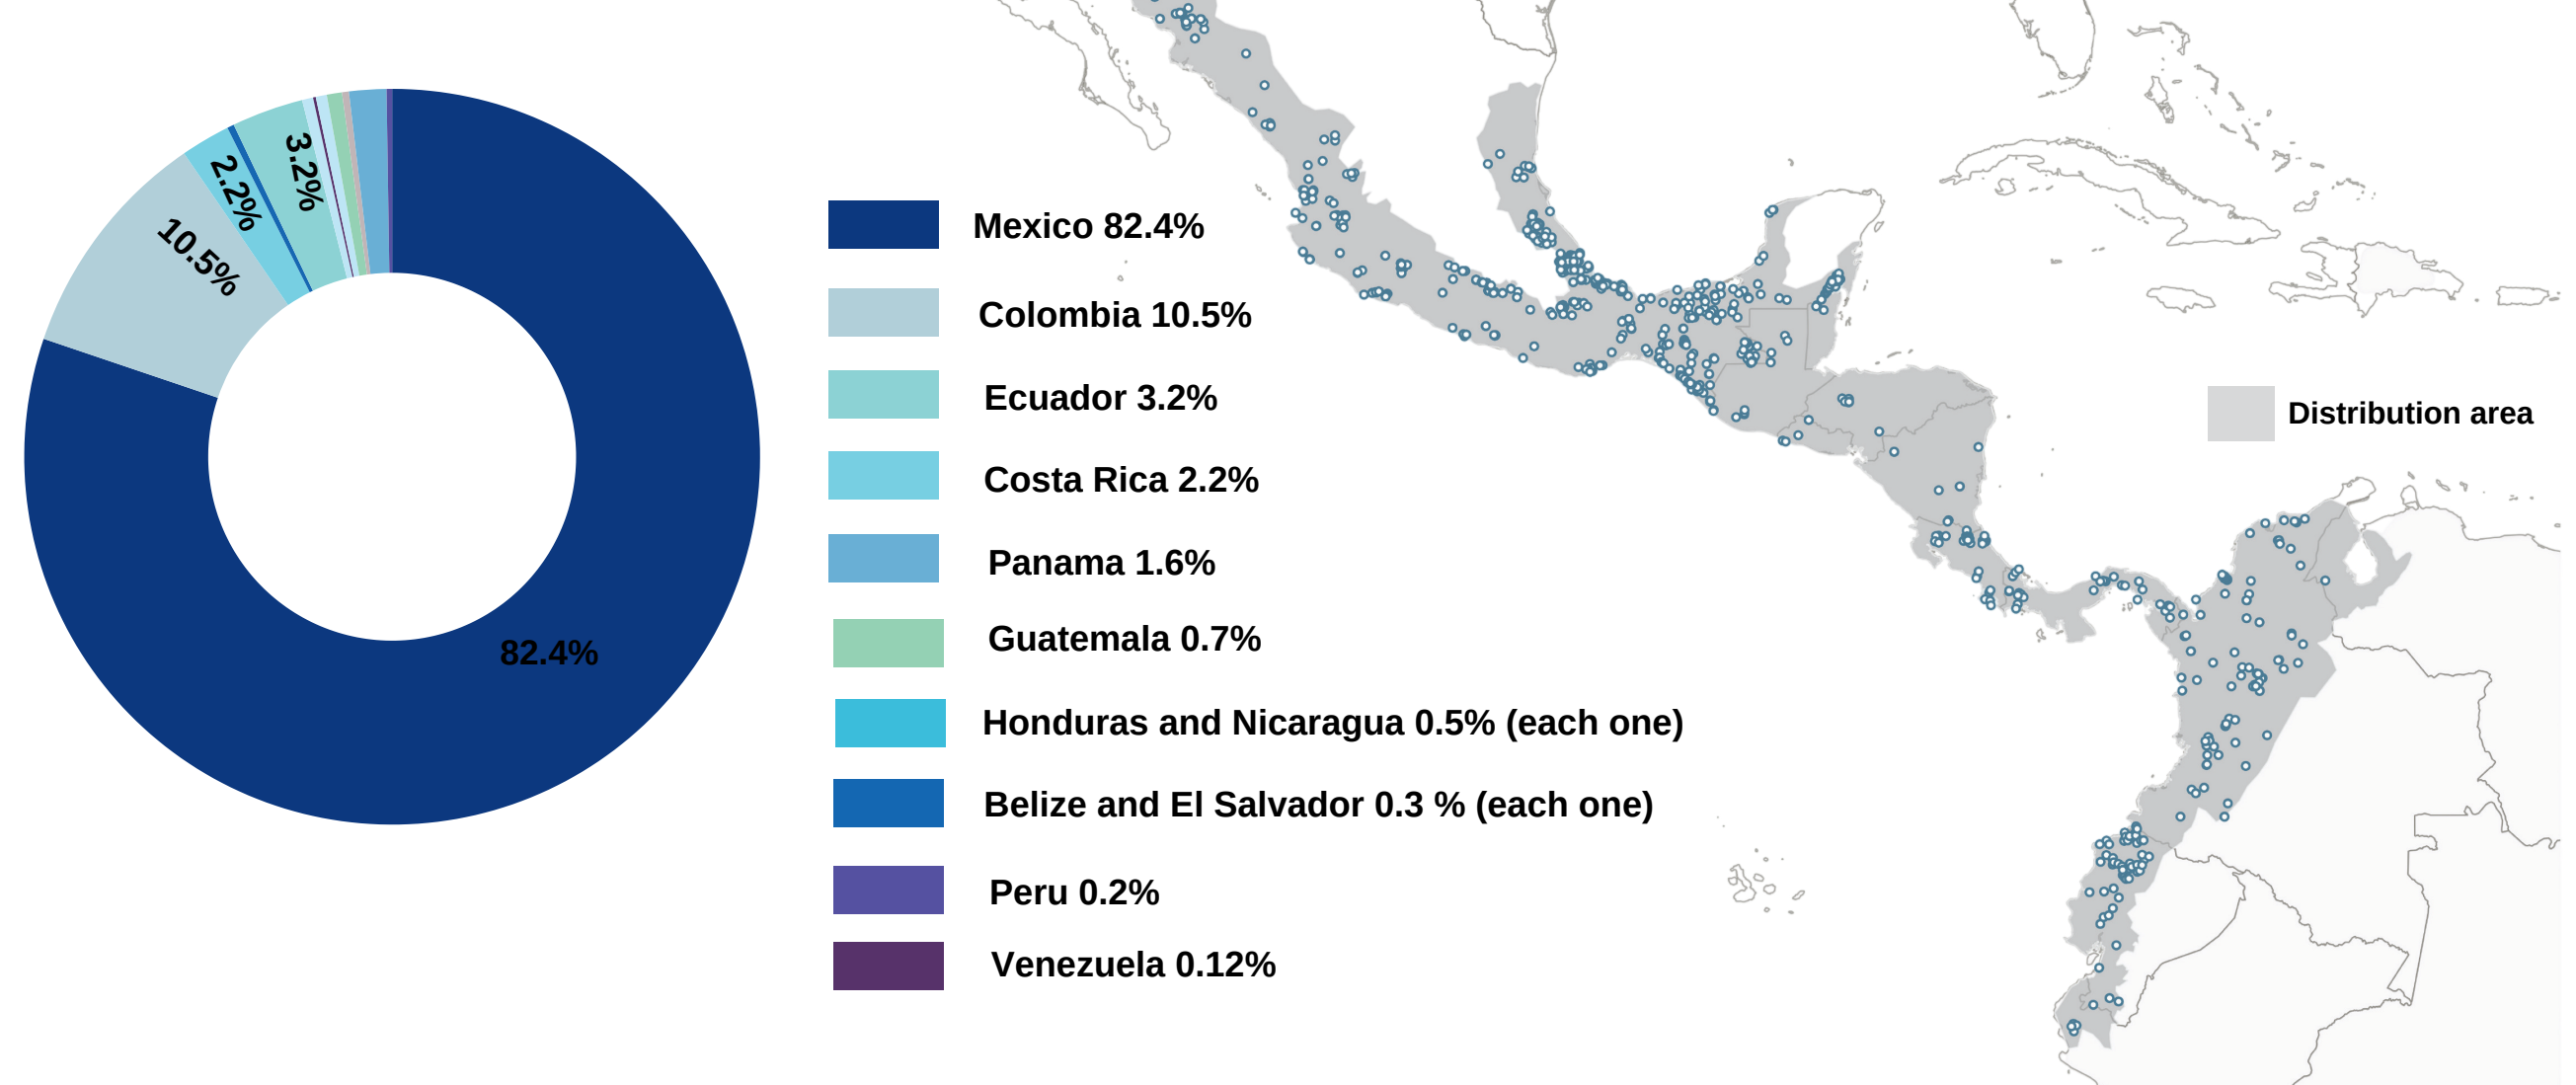 3.2%
2.2%
10.5%
82.4%
Mexico 82.4%
Colombia 10.5%
Ecuador 3.2%
Costa Rica 2.2%
Panama 1.6%
Guatemala 0.7%
Honduras and Nicaragua 0.5% (each one)
Belize and El Salvador 0.3 % (each one)
Peru 0.2%
Venezuela 0.12%
Distribution area